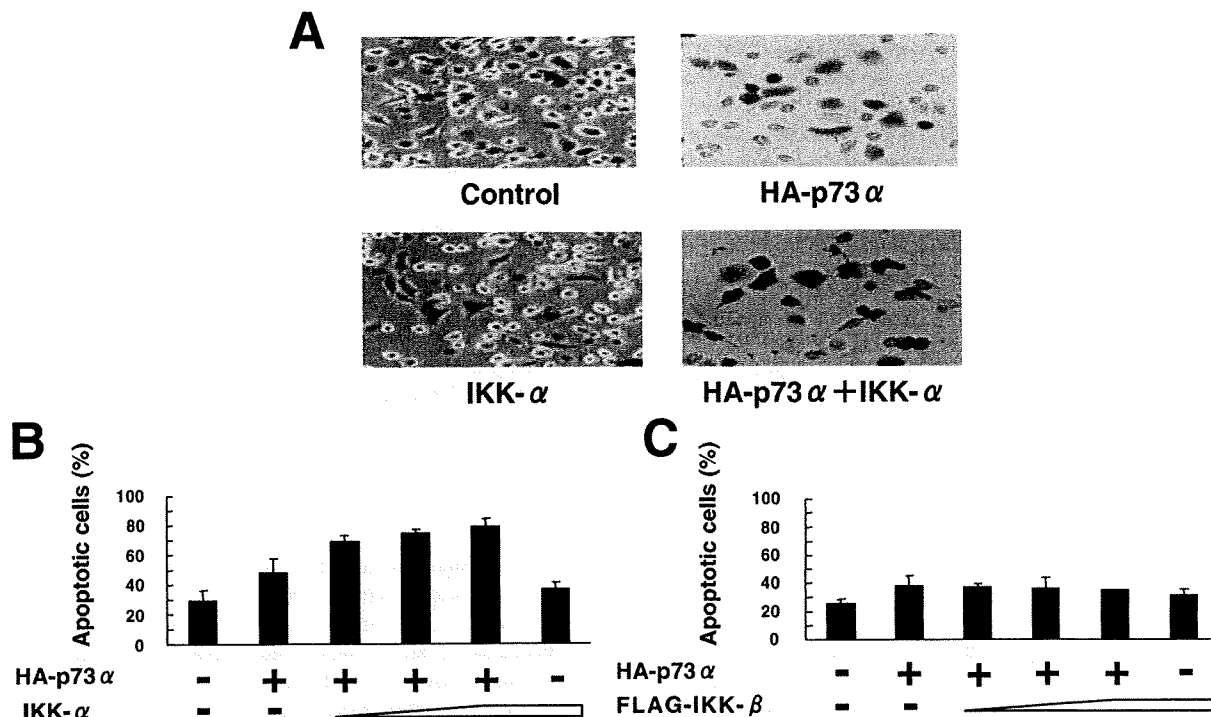 A
Control
HA-p73α
IKK-α
HA-p73α+IKK-α
B
Apoptotic cells (%)
100
80
60
40
20
0
HA-p73α - + + + + -
IKK-α - -
C
Apoptotic cells (%)
100
80
60
40
20
0
HA-p73α - + + + + -
FLAG-IKK-β - -